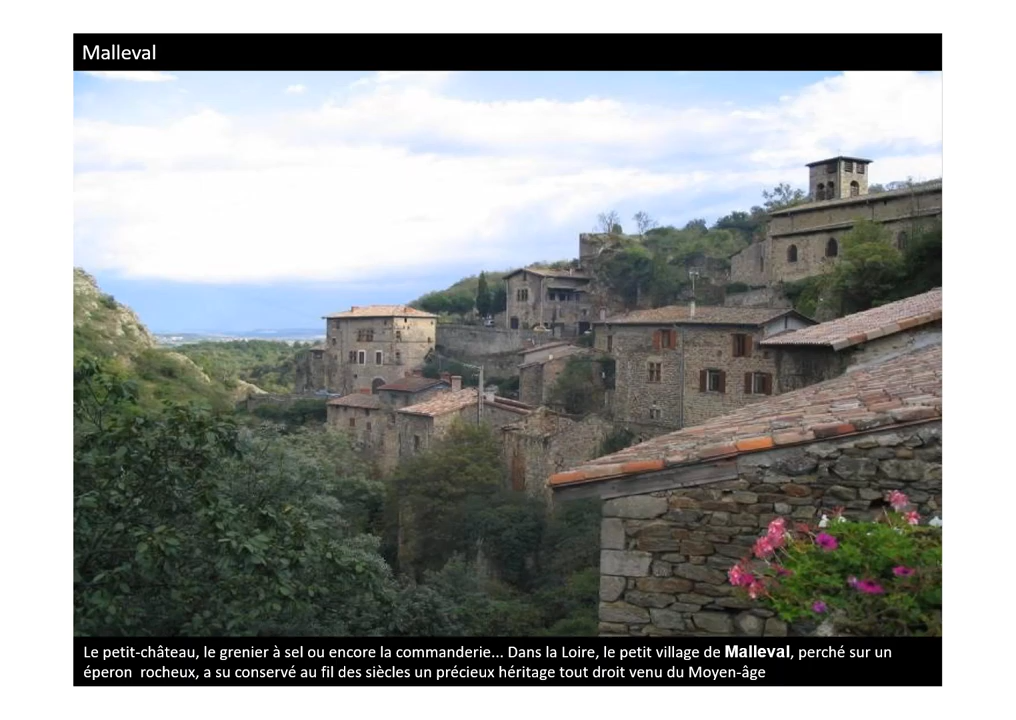 Malleval
Le petit-château, le grenier à sel ou encore la commanderie... Dans la Loire, le petit village de Malleval, perché sur un
éperon  rocheux, a su conservé au fil des siècles un précieux héritage tout droit venu du Moyen-âge